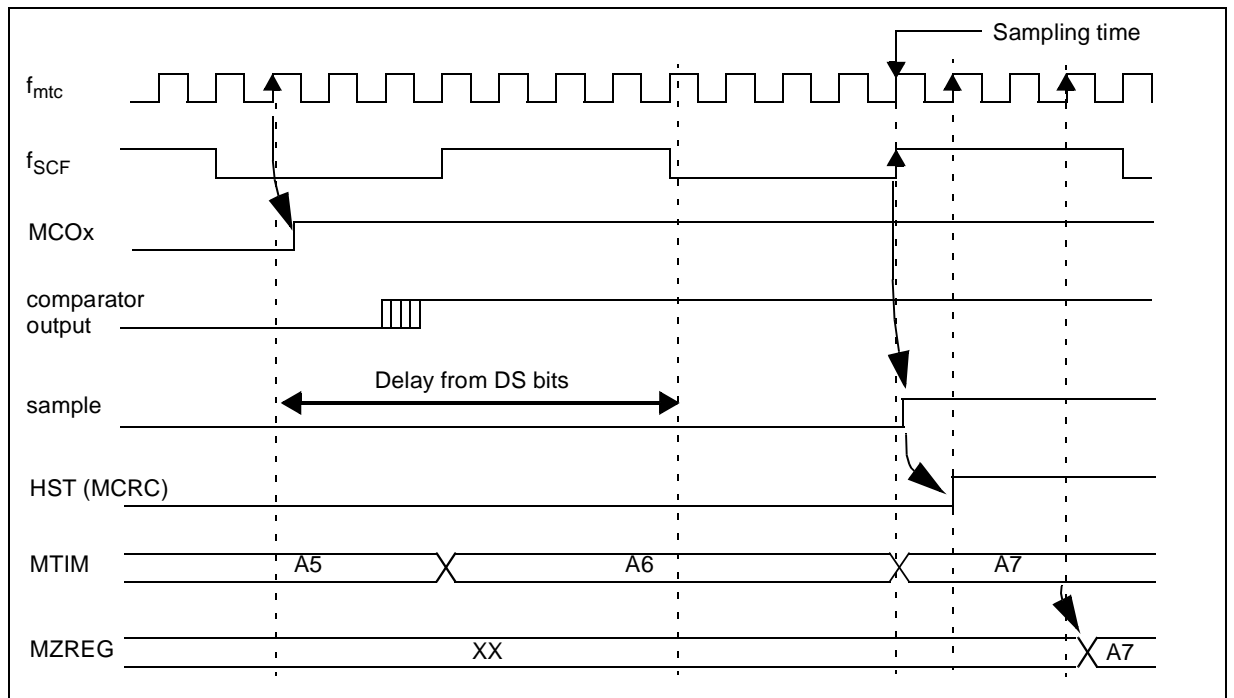 Sampling time
fmtc
fSCF
MCOx
comparator
output
Delay from DS bits
sample
HST (MCRC)
MTIM
A5
A6
A7
MZREG
XX
A7